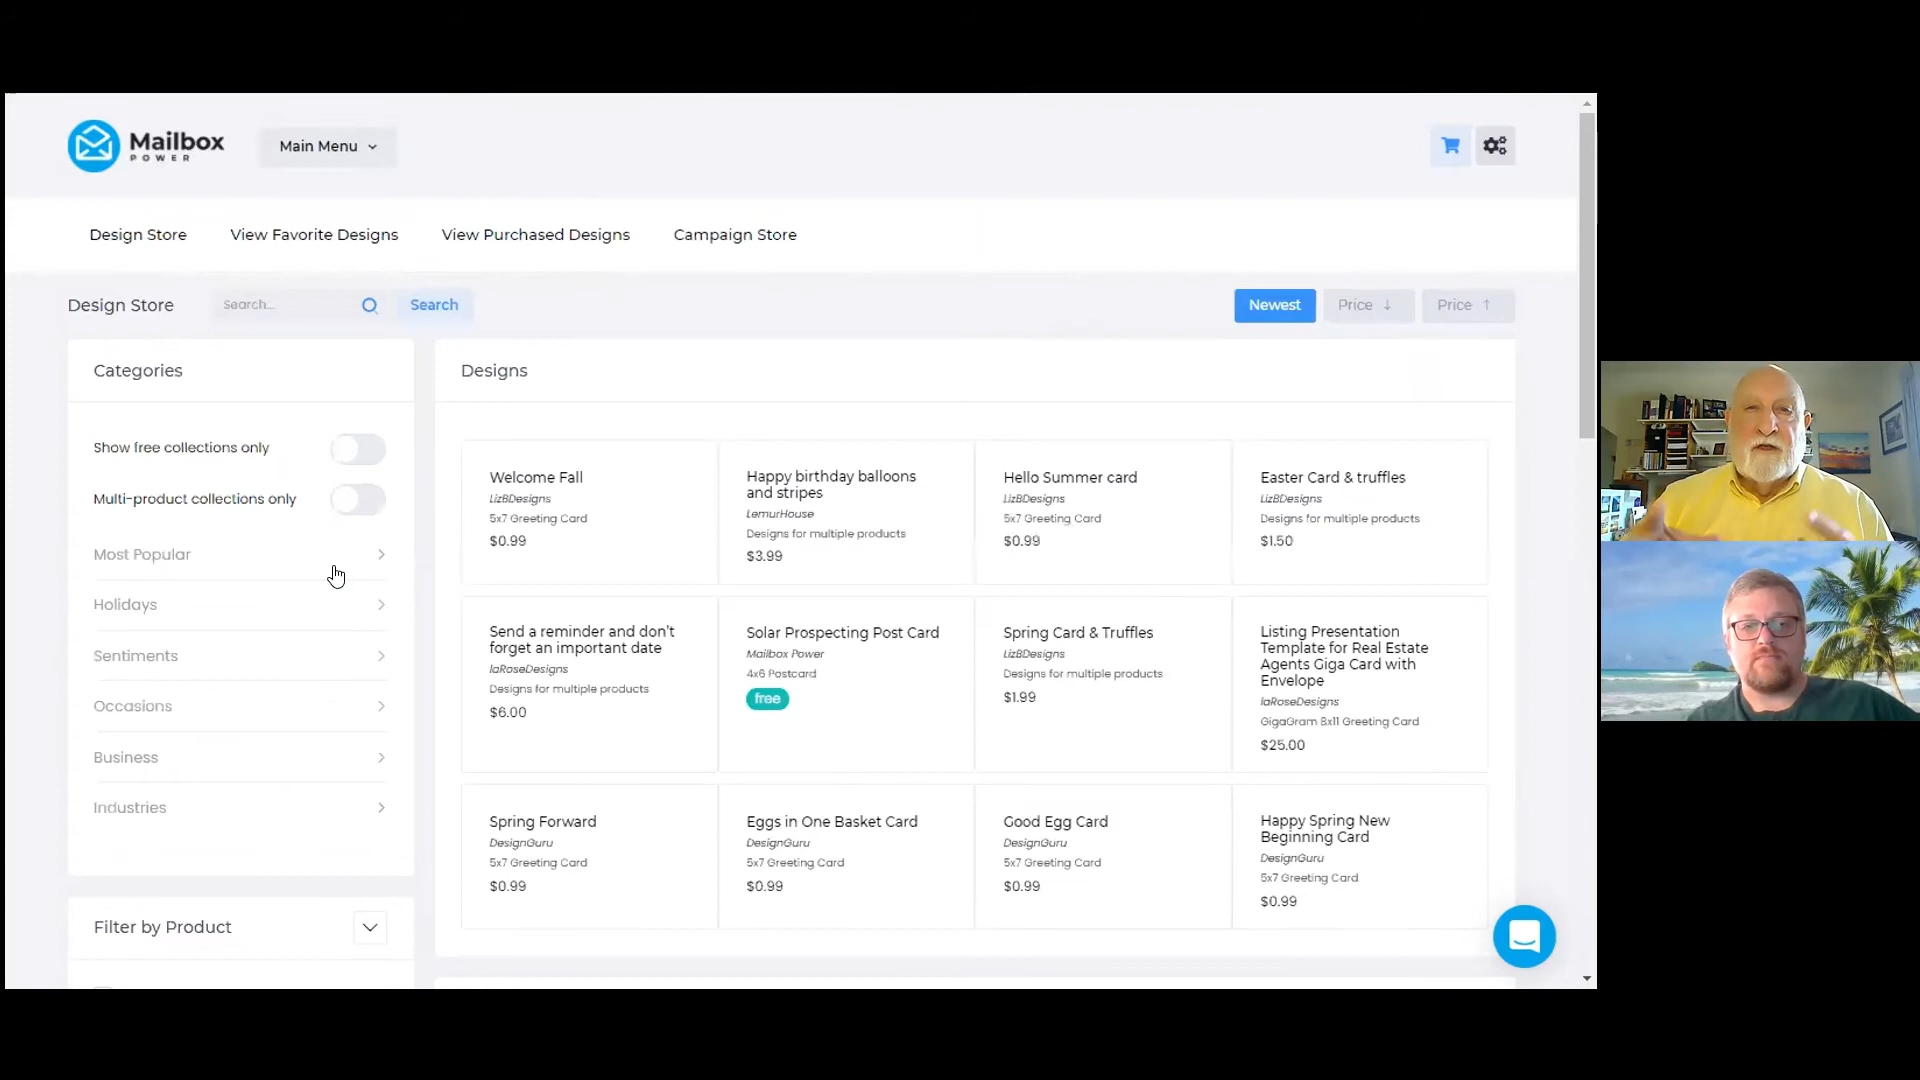 Mailbox
POWER
Main Menu
Design Store
View Favorite Designs
View Purchased Designs
Campaign Store
Design Store
Search...
Search
Newest
Price ↓
Price ↑
Categories
Show free collections only
Multi-product collections only
Most Popular
Holidays
Sentiments
Occasions
Business
Industries
Filter by Product
Designs
Welcome Fall
LizBDesigns
5x7 Greeting Card
$0.99
Happy birthday balloons
and stripes
LemurHouse
Designs for multiple products
$3.99
Hello Summer card
LizBDesigns
5x7 Greeting Card
$0.99
Easter Card & truffles
LizBDesigns
Designs for multiple products
$1.50
Send a reminder and don't
forget an important date
laRoseDesigns
Designs for multiple products
$6.00
Solar Prospecting Post Card
Mailbox Power
4x6 Postcard
free
Spring Card & Truffles
LizBDesigns
Designs for multiple products
$1.99
Listing Presentation
Template for Real Estate
Agents Giga Card with
Envelope
laRoseDesigns
GigaGram 8x11 Greeting Card
$25.00
Spring Forward
DesignGuru
5x7 Greeting Card
$0.99
Eggs in One Basket Card
DesignGuru
5x7 Greeting Card
$0.99
Good Egg Card
DesignGuru
5x7 Greeting Card
$0.99
Happy Spring New
Beginning Card
DesignGuru
5x7 Greeting Card
$0.99